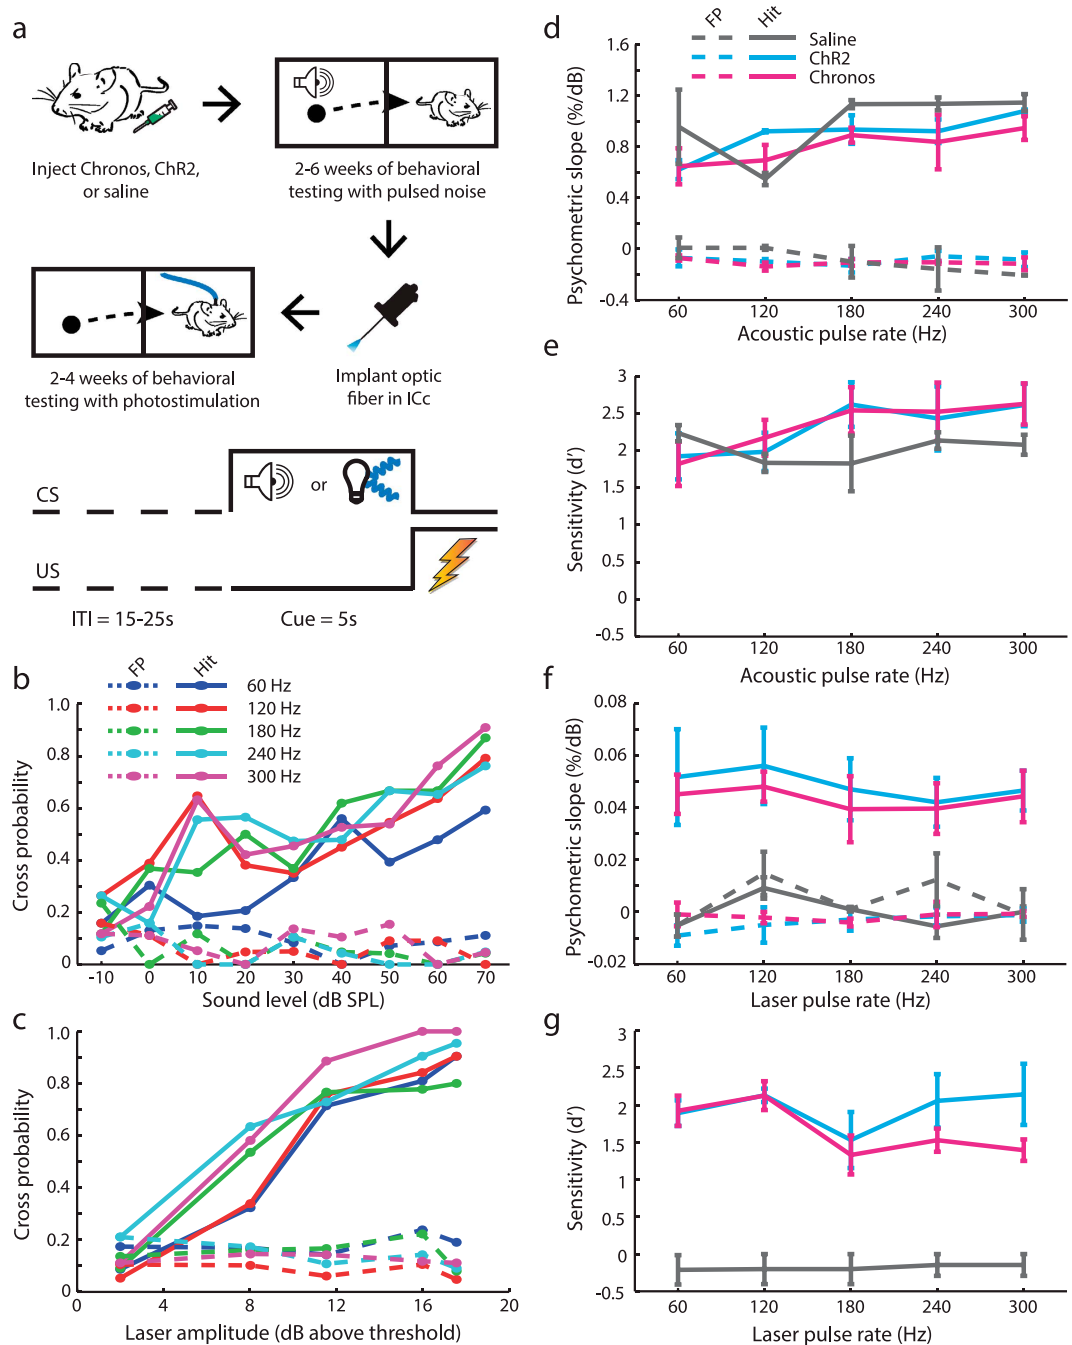 a
Inject Chronos, ChR2,
or saline
2-6 weeks of behavioral
testing with pulsed noise
2-4 weeks of behavioral
testing with photostimulation
Implant optic
fiber in ICc
CS
or
US
ITI = 15-25s
Cue = 5s
b
FP
Hit
60 Hz
120 Hz
180 Hz
240 Hz
300 Hz
1.0
0.8
0.6
0.4
0.2
0
Cross probability
-10
0
10
20
30
40
50
60
70
Sound level (dB SPL)
c
1.0
0.8
0.6
0.4
0.2
0
Cross probability
0
4
8
12
16
20
Laser amplitude (dB above threshold)
d
FP
Hit
Saline
ChR2
Chronos
1.6
1.2
0.8
0.4
0
-0.4
Psychometric slope (%/dB)
60
120
180
240
300
Acoustic pulse rate (Hz)
e
3
2.5
2
1.5
1
0.5
0
-0.5
Sensitivity (d')
60
120
180
240
300
Acoustic pulse rate (Hz)
f
0.08
0.06
0.04
0.02
0
-0.02
Psychometric slope (%/dB)
60
120
180
240
300
Laser pulse rate (Hz)
g
3
2.5
2
1.5
1
0.5
0
-0.5
Sensitivity (d')
60
120
180
240
300
Laser pulse rate (Hz)